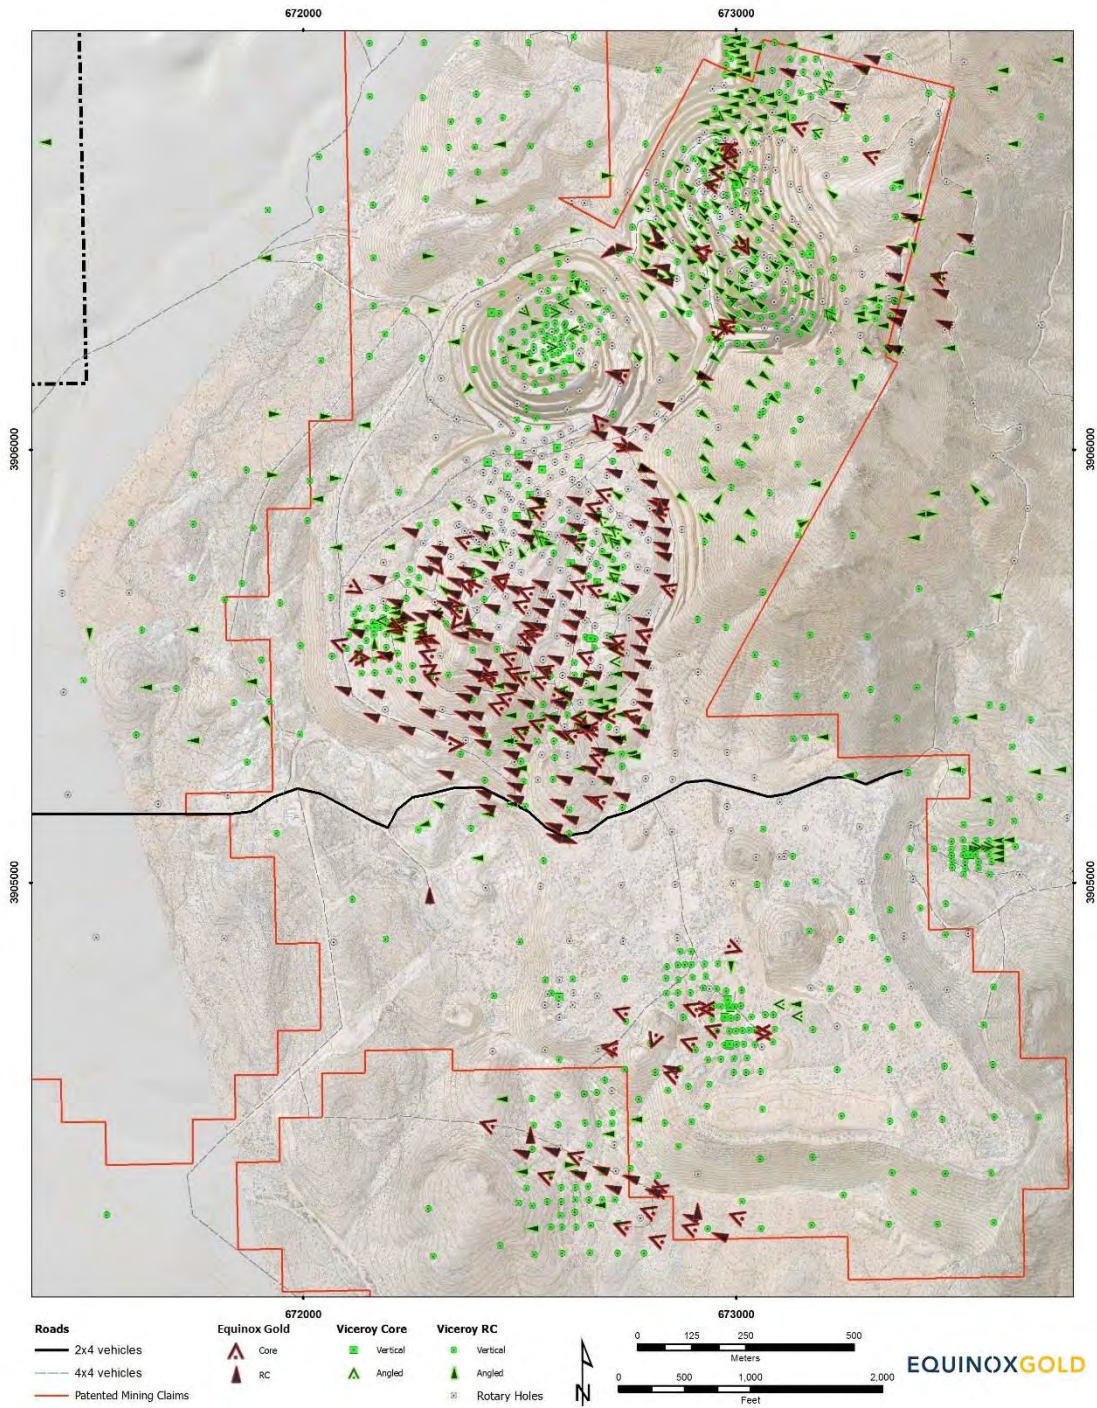 672000 673000
3906000 3906000
3905000 3905000
672000 673000
Roads Equinox Gold Viceroy Core Viceroy RC
2x4 vehicles Core Vertical Vertical
4x4 vehicles RC Angled Angled
Patented Mining Claims Rotary Holes
N
0 125 250 500
Meters
0 500 1,000 2,000
Feet
EQUINOXGOLD